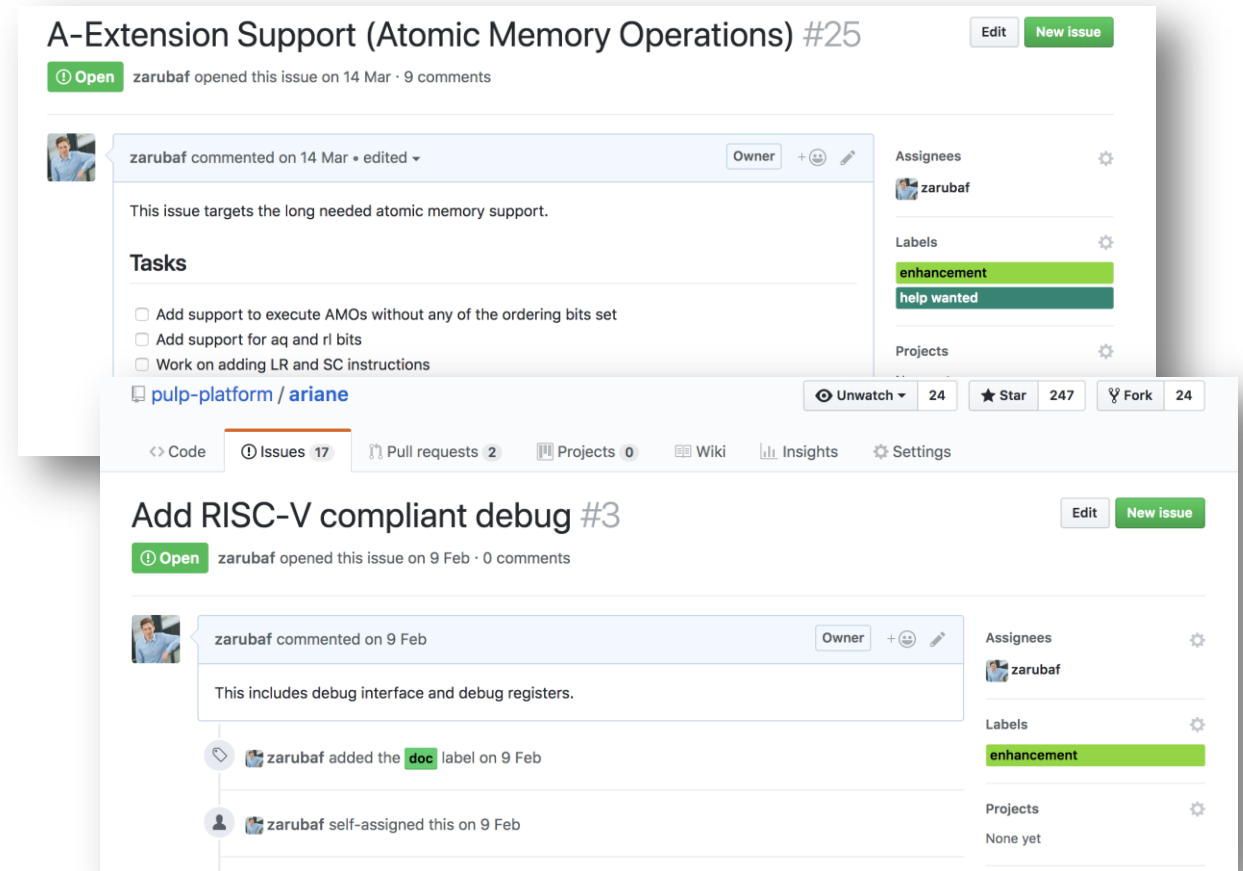 A-Extension Support (Atomic Memory Operations) #25
Edit
New issue
Open
zarubaf opened this issue on 14 Mar · 9 comments
zarubaf commented on 14 Mar • edited
Owner
This issue targets the long needed atomic memory support.
Tasks
Add support to execute AMOs without any of the ordering bits set
Add support for aq and rl bits
Work on adding LR and SC instructions
Assignees
zarubaf
Labels
enhancement
help wanted
Projects
pulp-platform / ariane
Unwatch 24
Star 247
Fork 24
Code
Issues 17
Pull requests 2
Projects 0
Wiki
Insights
Settings
Add RISC-V compliant debug #3
Edit
New issue
Open
zarubaf opened this issue on 9 Feb · 0 comments
zarubaf commented on 9 Feb
Owner
This includes debug interface and debug registers.
zarubaf added the doc label on 9 Feb
zarubaf self-assigned this on 9 Feb
Assignees
zarubaf
Labels
enhancement
Projects
None yet